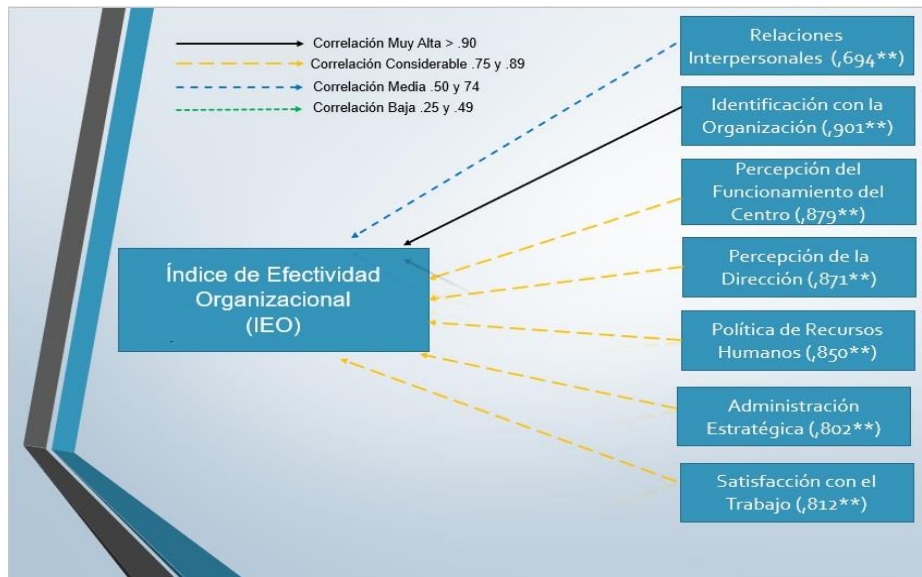 Correlación Muy Alta > .90
Correlación Considerable .75 y .89
Correlación Media .50 y 74
Correlación Baja .25 y .49
Índice de Efectividad
Organizacional
(IEO)
Relaciones
Interpersonales (,694**)
Identificación con la
Organización (,901**)
Percepción del
Funcionamiento del
Centro (,879**)
Percepción de la
Dirección (,871**)
Política de Recursos
Humanos (,850**)
Administración
Estratégica (,802**)
Satisfacción con el
Trabajo (,812**)